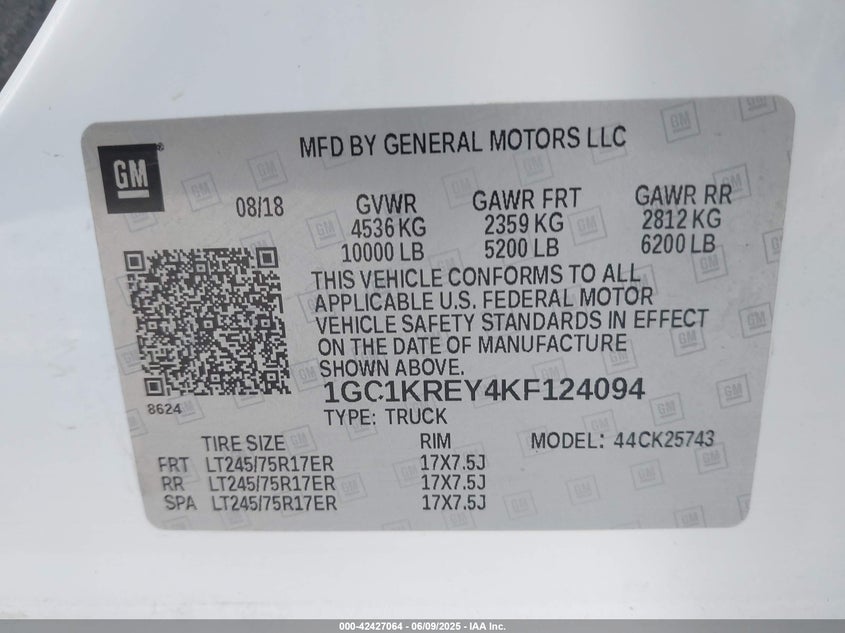 GM
MFD BY GENERAL MOTORS LLC
08/18
GVWR GAWR FRT GAWR RR
4536 KG 2359 KG 2812 KG
10000 LB 5200 LB 6200 LB
THIS VEHICLE CONFORMS TO ALL
APPLICABLE U.S. FEDERAL MOTOR
VEHICLE SAFETY STANDARDS IN EFFECT
ON THE DATE OF MANUFACTURE
SHOWN ABOVE.
8624
1GC1KREY4KF124094
TYPE: TRUCK
TIRE SIZE RIM MODEL: 44CK25743
FRT LT245/75R17ER 17X7.5J
RR LT245/75R17ER 17X7.5J
SPA LT245/75R17ER 17X7.5J
000-42427064 - 06/09/2025 - IAA Inc.